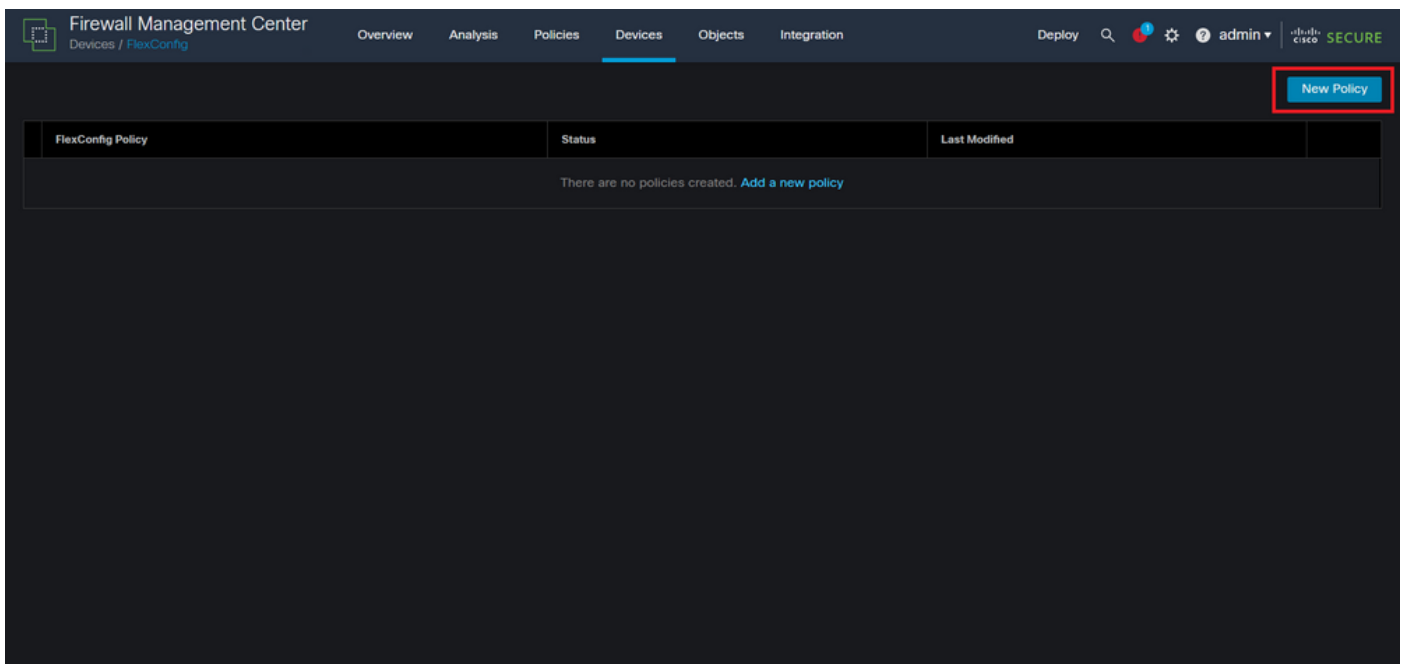 Firewall Management Center
Devices / FlexConfig
Overview Analysis Policies Devices Objects Integration Deploy 1 ? admin cisco SECURE
New Policy
FlexConfig Policy Status Last Modified
There are no policies created. Add a new policy